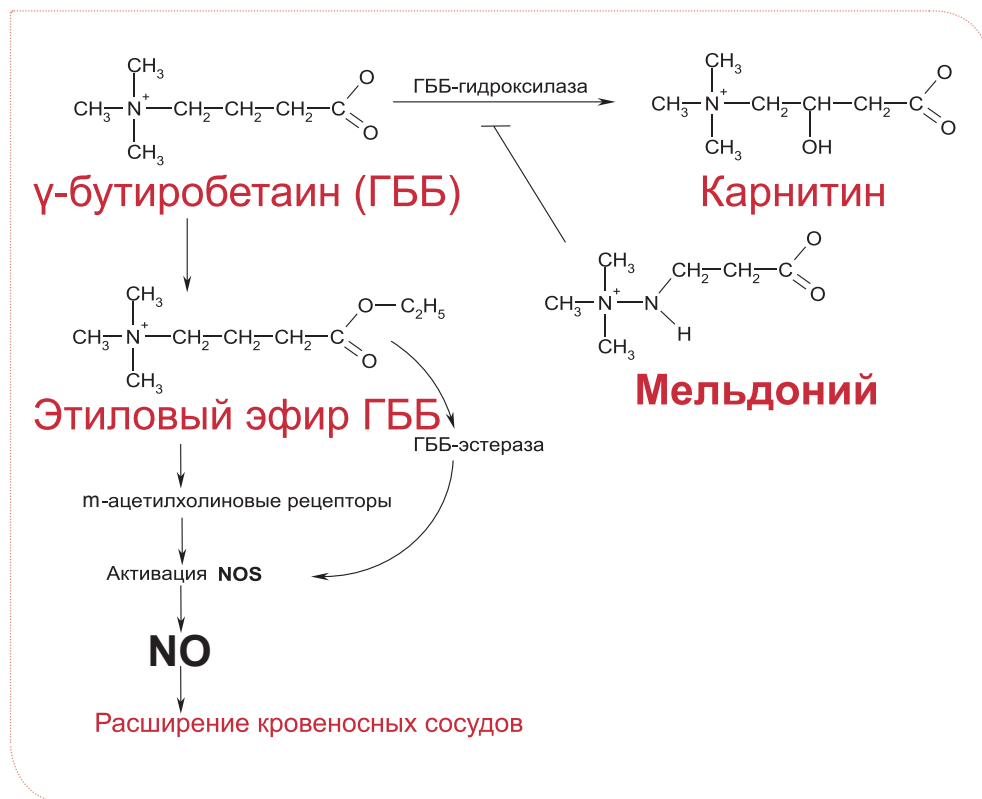 CH3 O
CH3 N+ CH2 CH2 CH2 C
CH3 O
γ-бутиробетаин (ГББ)
ГББ-гидроксилаза
CH3 O
CH3 N+ CH2 CH CH2 C
CH3 OH O
Карнитин
CH3 CH2 CH2 C O
CH3 N+ N O
CH3 H
Мельдоний
CH3 O C2H5
CH3 N+ CH2 CH2 CH2 C
CH3 O
Этиловый эфир ГББ
ГББ-эстераза
m-ацетилхолиновые рецепторы
Активация NOS
NO
Расширение кровеносных сосудов